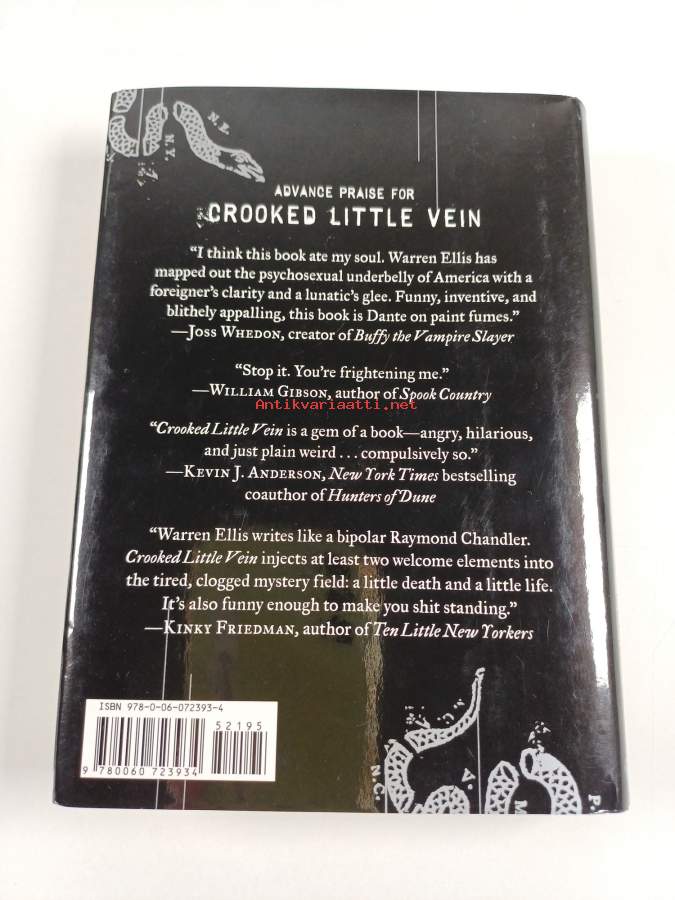 N.E.
N.Y.
ADVANCE PRAISE FOR
CROOKED LITTLE VEIN
“I think this book ate my soul. Warren Ellis has
mapped out the psychosexual underbelly of America with a
foreigner’s clarity and a lunatic’s glee. Funny, inventive, and
blithely appalling, this book is Dante on paint fumes.”
—JOSS WHEDON, creator of Buffy the Vampire Slayer
“Stop it. You’re frightening me.”
—WILLIAM GIBSON, author of Spook Country
Antikvariaatti.net
“Crooked Little Vein is a gem of a book—angry, hilarious,
and just plain weird . . . compulsively so.”
—KEVIN J. ANDERSON, New York Times bestselling
coauthor of Hunters of Dune
“Warren Ellis writes like a bipolar Raymond Chandler.
Crooked Little Vein injects at least two welcome elements into
the tired, clogged mystery field: a little death and a little life.
It’s also funny enough to make you shit standing.”
—KINKY FRIEDMAN, author of Ten Little New Yorkers
ISBN 978-0-06-072393-4
52195
9 780060 723934
N.C.
V.
M
P.